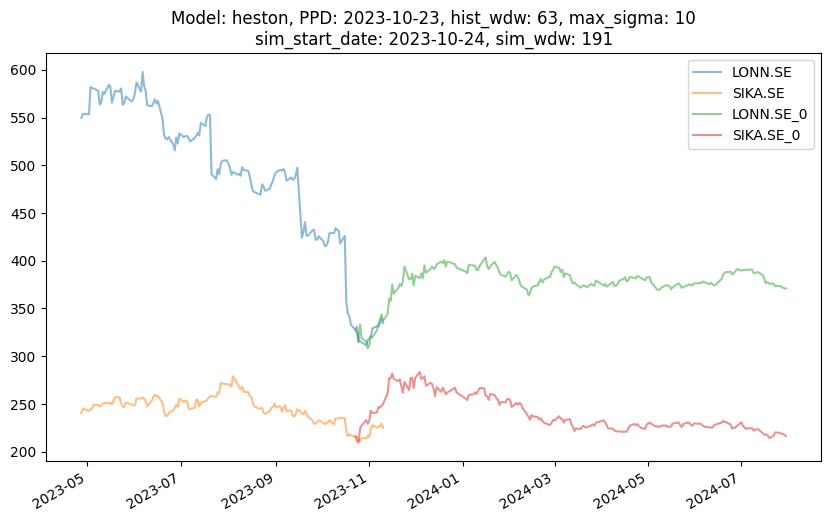 Model: heston, PPD: 2023-10-23, hist_wdw: 63, max_sigma: 10
sim_start_date: 2023-10-24, sim_wdw: 191
LONN.SE
SIKA.SE
LONN.SE_0
SIKA.SE_0
600
550
500
450
400
350
300
250
200
2023-05
2023-07
2023-09
2023-11
2024-01
2024-03
2024-05
2024-07